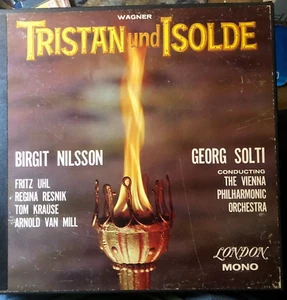 WAGNER
TRISTAN und ISOLDE
BIRGIT NILSSON
FRITZ UHL
REGINA RESNIK
TOM KRAUSE
ARNOLD VAN MILL
GEORG SOLTI
CONDUCTING
THE VIENNA
PHILHARMONIC
ORCHESTRA
LONDON
MONO